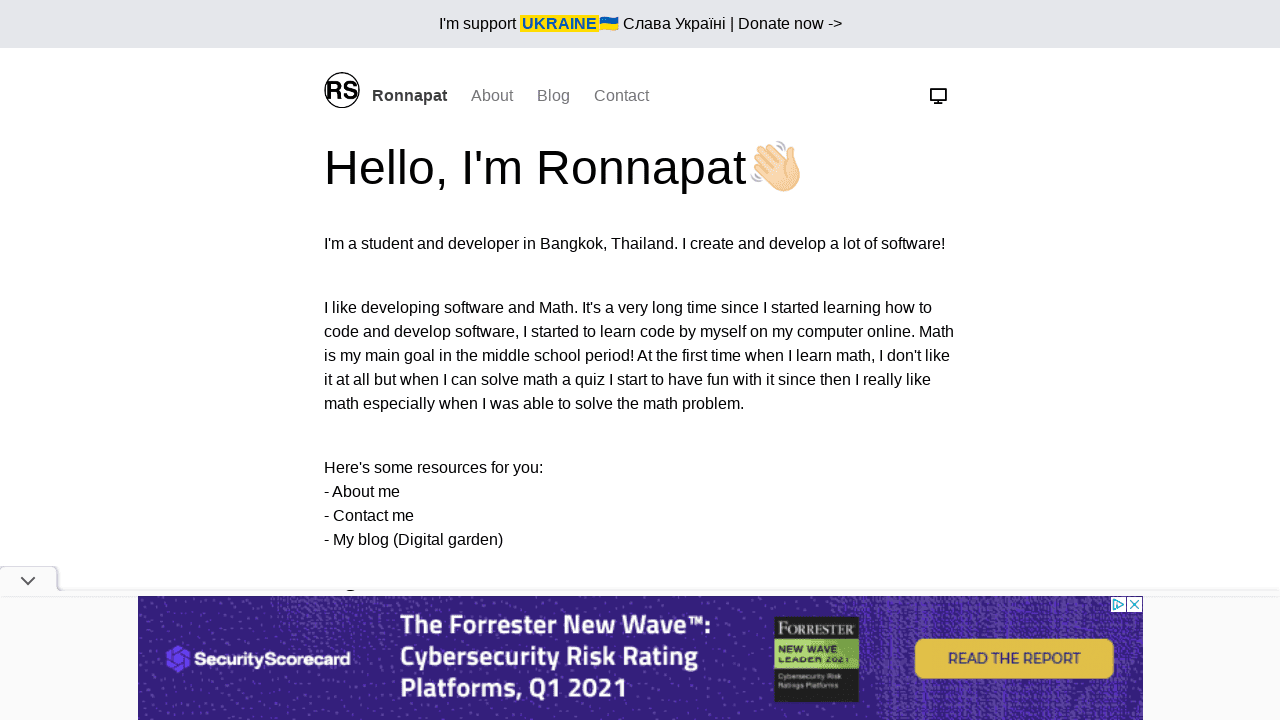 I'm support UKRAINE🇺🇦 Слава Україні | Donate now ->
RS Ronnapat About Blog Contact
Hello, I'm Ronnapat👋🏻
I'm a student and developer in Bangkok, Thailand. I create and develop a lot of software!
I like developing software and Math. It's a very long time since I started learning how to
code and develop software, I started to learn code by myself on my computer online. Math
is my main goal in the middle school period! At the first time when I learn math, I don't like
it at all but when I can solve math a quiz I start to have fun with it since then I really like
math especially when I was able to solve the math problem.
Here's some resources for you:
- About me
- Contact me
- My blog (Digital garden)
SecurityScorecard
The Forrester New Wave™:
Cybersecurity Risk Rating
Platforms, Q1 2021
FORRESTER
NEW WAVE
LEADER 2021
Cybersecurity Risk
Ratings Platforms
READ THE REPORT